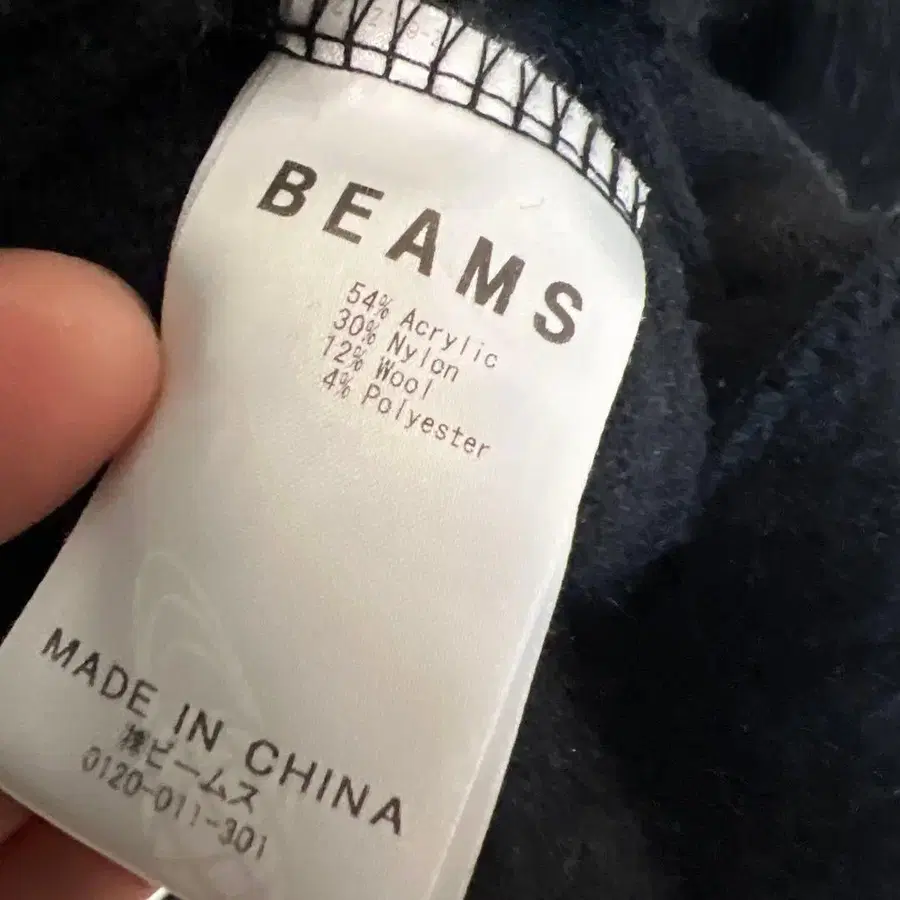 BEAMS
54% Acrylic
30% Nylon
12% Wool
4% Polyester
MADE IN CHINA
㈱ビームス
0120-011-301